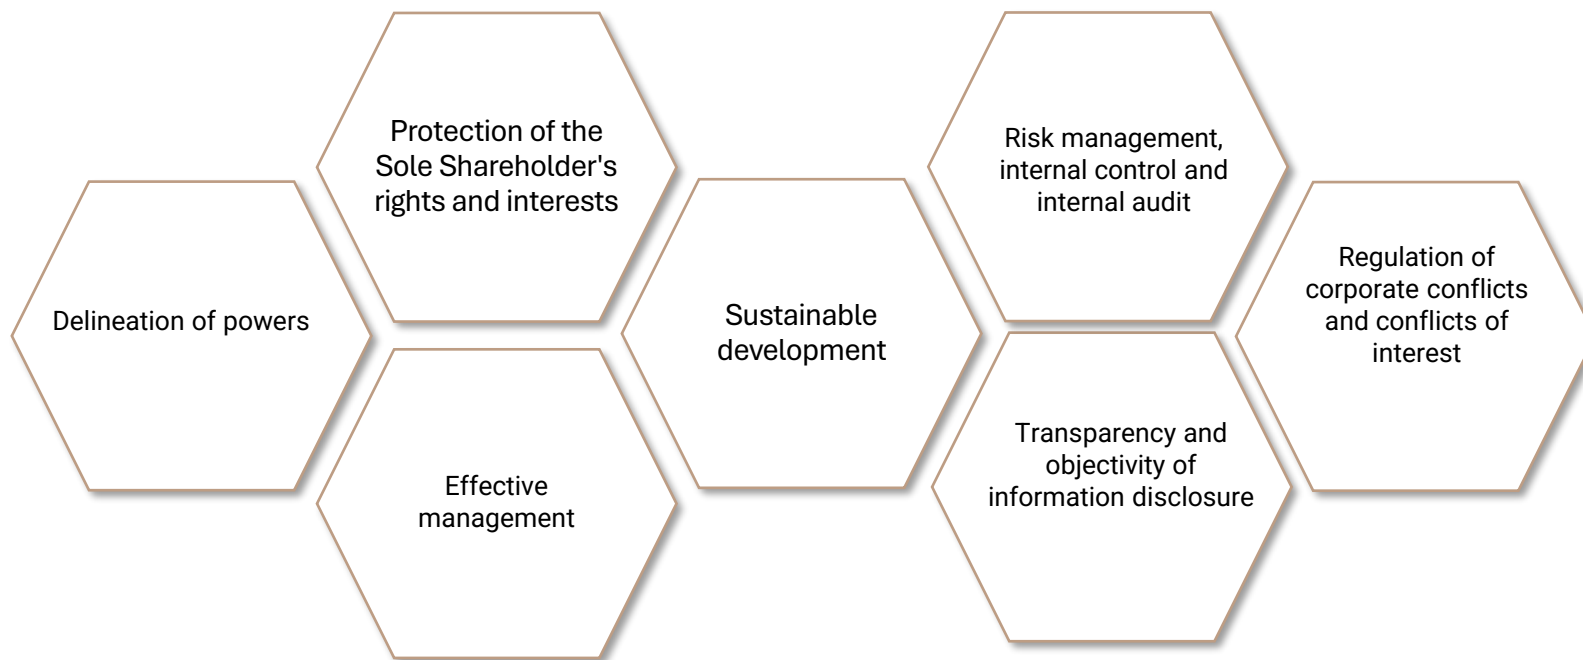 Delineation of powers
Protection of the
Sole Shareholder's
rights and interests
Effective
management
Sustainable
development
Risk management,
internal control and
internal audit
Transparency and
objectivity of
information disclosure
Regulation of
corporate conflicts
and conflicts of
interest